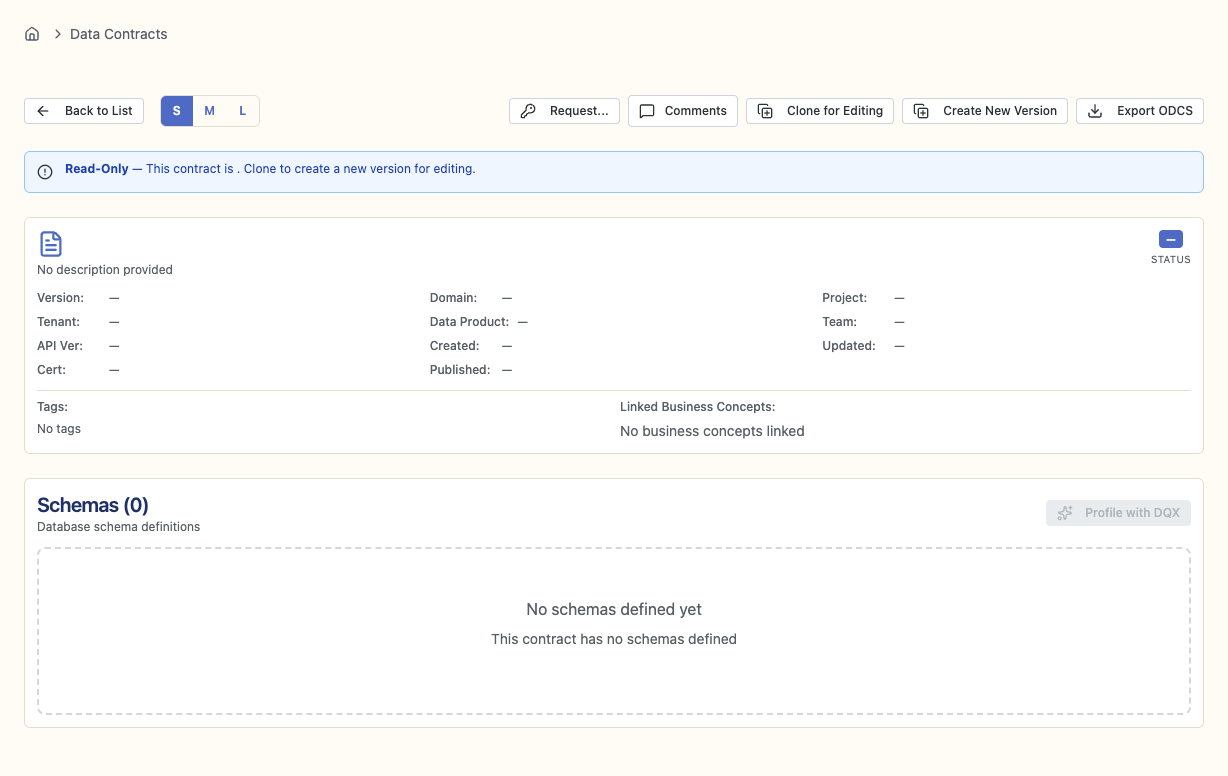 Data Contracts
Back to List
S M L
Request...
Comments
Clone for Editing
Create New Version
Export ODCS
Read-Only — This contract is . Clone to create a new version for editing.
No description provided
—
STATUS
Version: —
Domain: —
Project: —
Tenant: —
Data Product: —
Team: —
API Ver: —
Created: —
Updated: —
Cert: —
Published: —
Tags:
No tags
Linked Business Concepts:
No business concepts linked
Schemas (0)
Database schema definitions
Profile with DQX
No schemas defined yet
This contract has no schemas defined